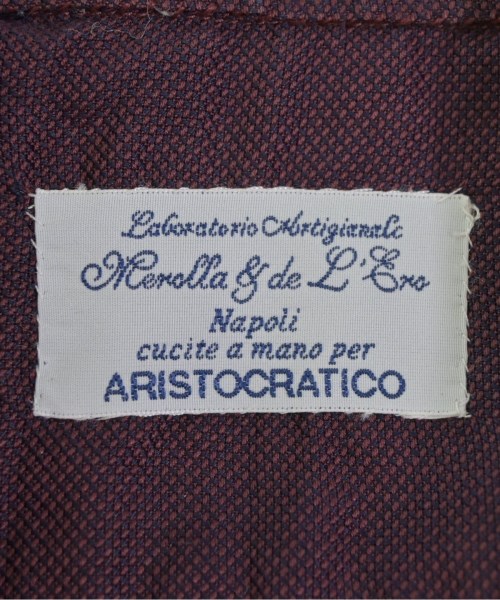 Laboratorio Artigianale
Merolla & de L'Ero
Napoli
cucite a mano per
ARISTOCRATICO